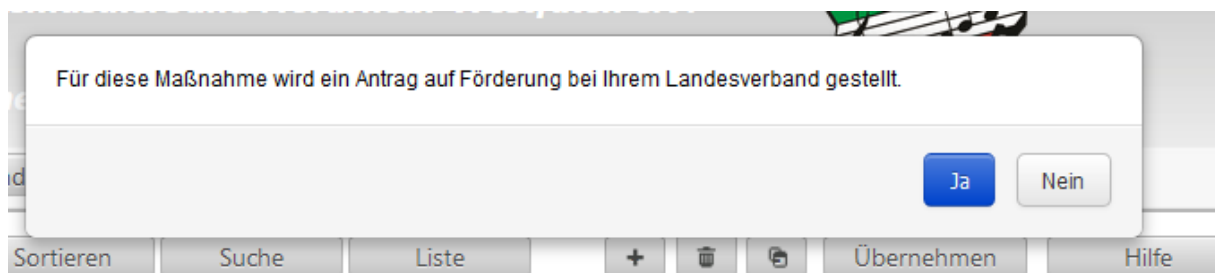 Für diese Maßnahme wird ein Antrag auf Förderung bei Ihrem Landesverband gestellt.
Ja
Nein
Sortieren
Suche
Liste
Übernehmen
Hilfe